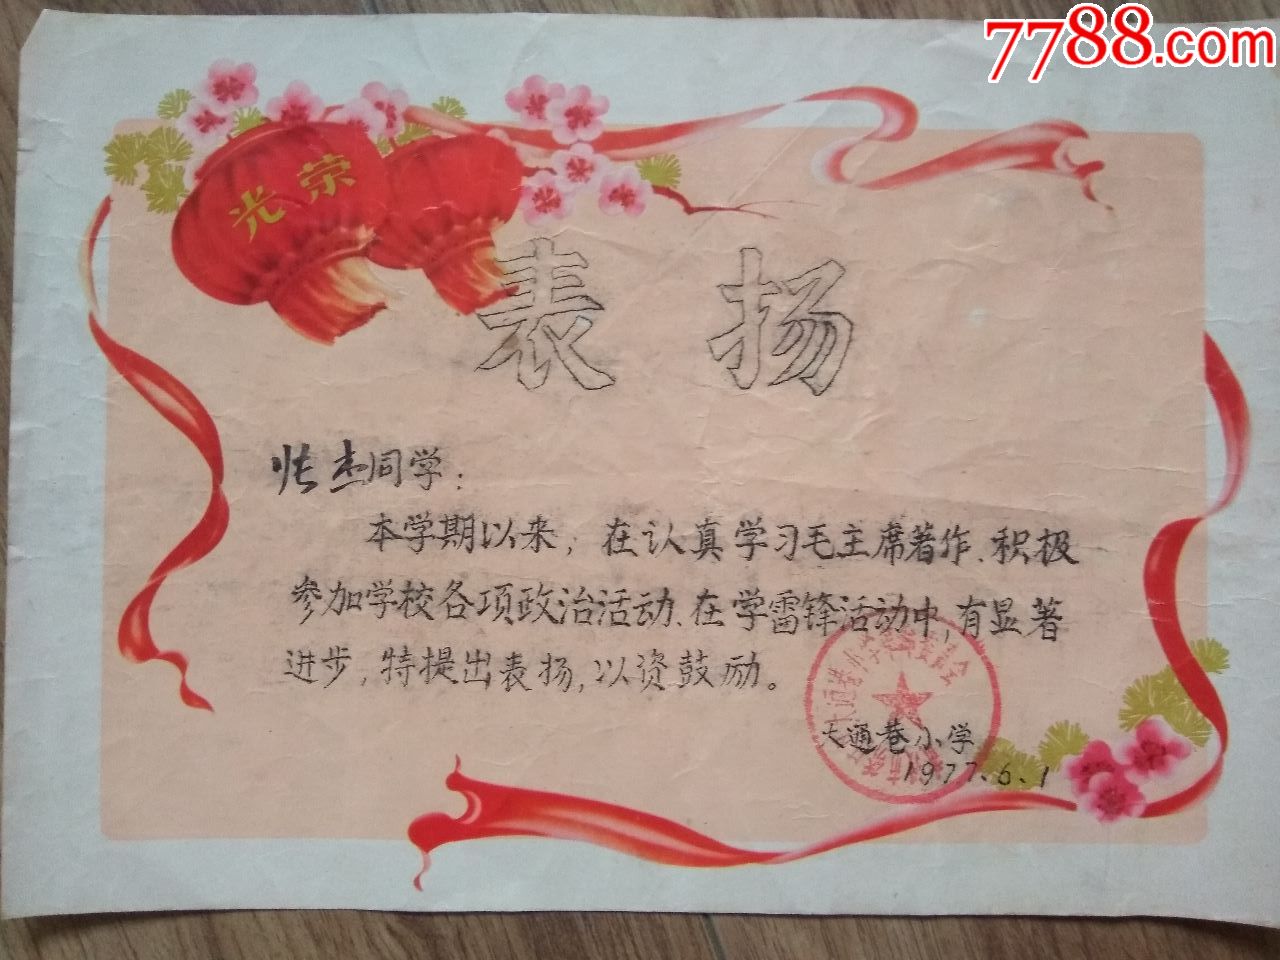 7788.com
光荣
表扬
张杰同学：
本学期以来，在认真学习毛主席著作、积极
参加学校各项政治活动、在学雷锋活动中，有显著
进步，特提出表扬，以资鼓励。
大通巷小学
1977.6.1